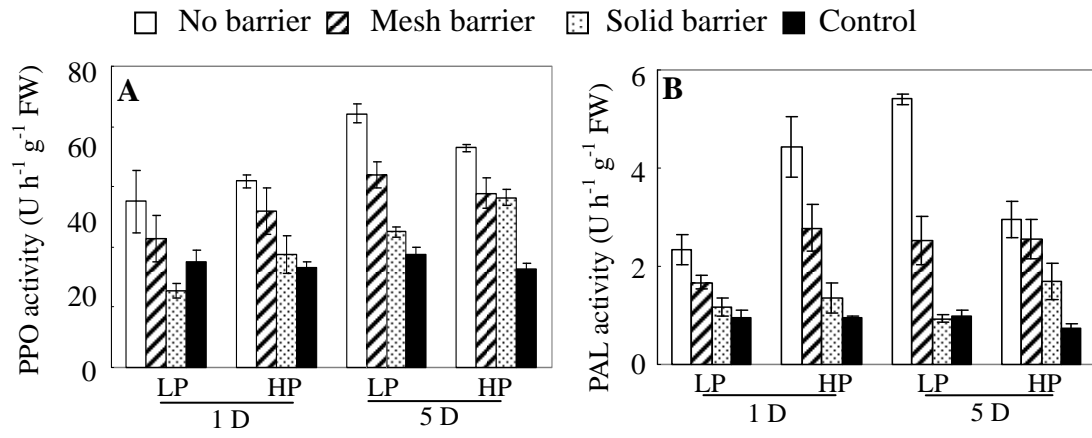 No barrier Mesh barrier Solid barrier Control
A
PPO activity (U h-1 g-1 FW)
80
60
40
20
0
LP HP LP HP
1 D 5 D
B
PAL activity (U h-1 g-1 FW)
6
4
2
0
LP HP LP HP
1 D 5 D